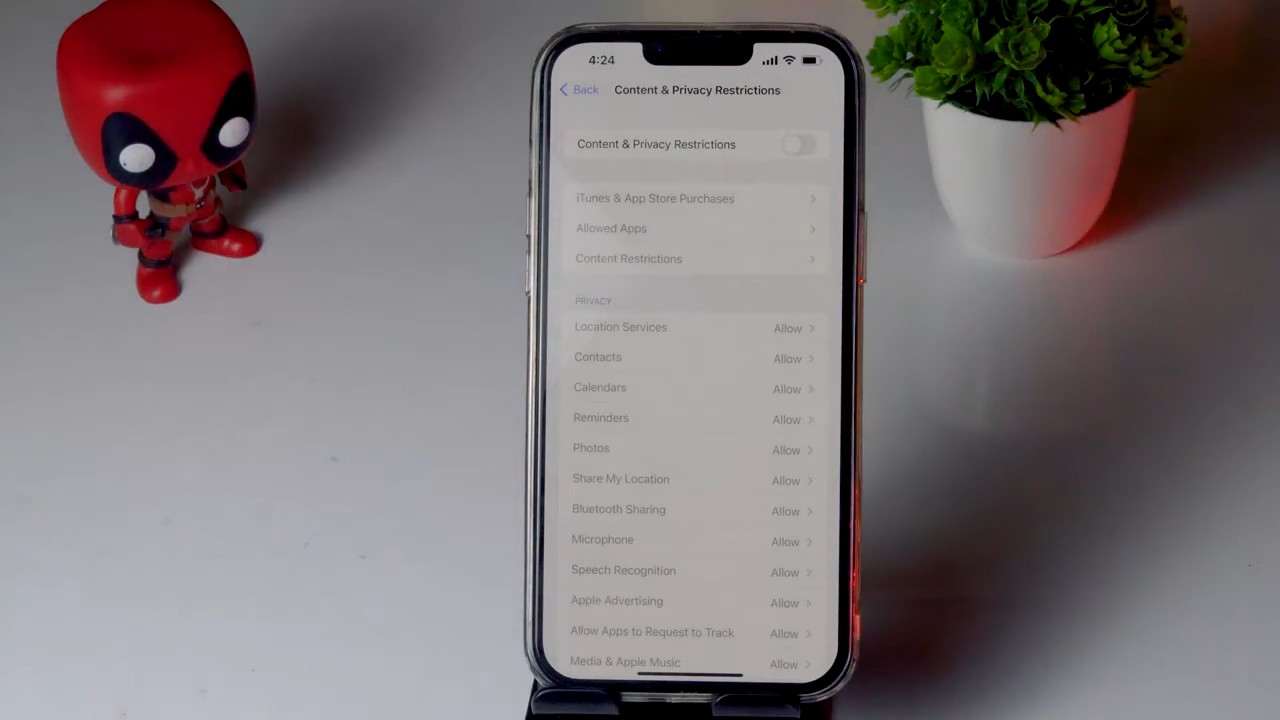 4:24
Back Content & Privacy Restrictions
Content & Privacy Restrictions
iTunes & App Store Purchases
Allowed Apps
Content Restrictions
PRIVACY
Location Services Allow
Contacts Allow
Calendars Allow
Reminders Allow
Photos Allow
Share My Location Allow
Bluetooth Sharing Allow
Microphone Allow
Speech Recognition Allow
Apple Advertising Allow
Allow Apps to Request to Track Allow
Media & Apple Music Allow